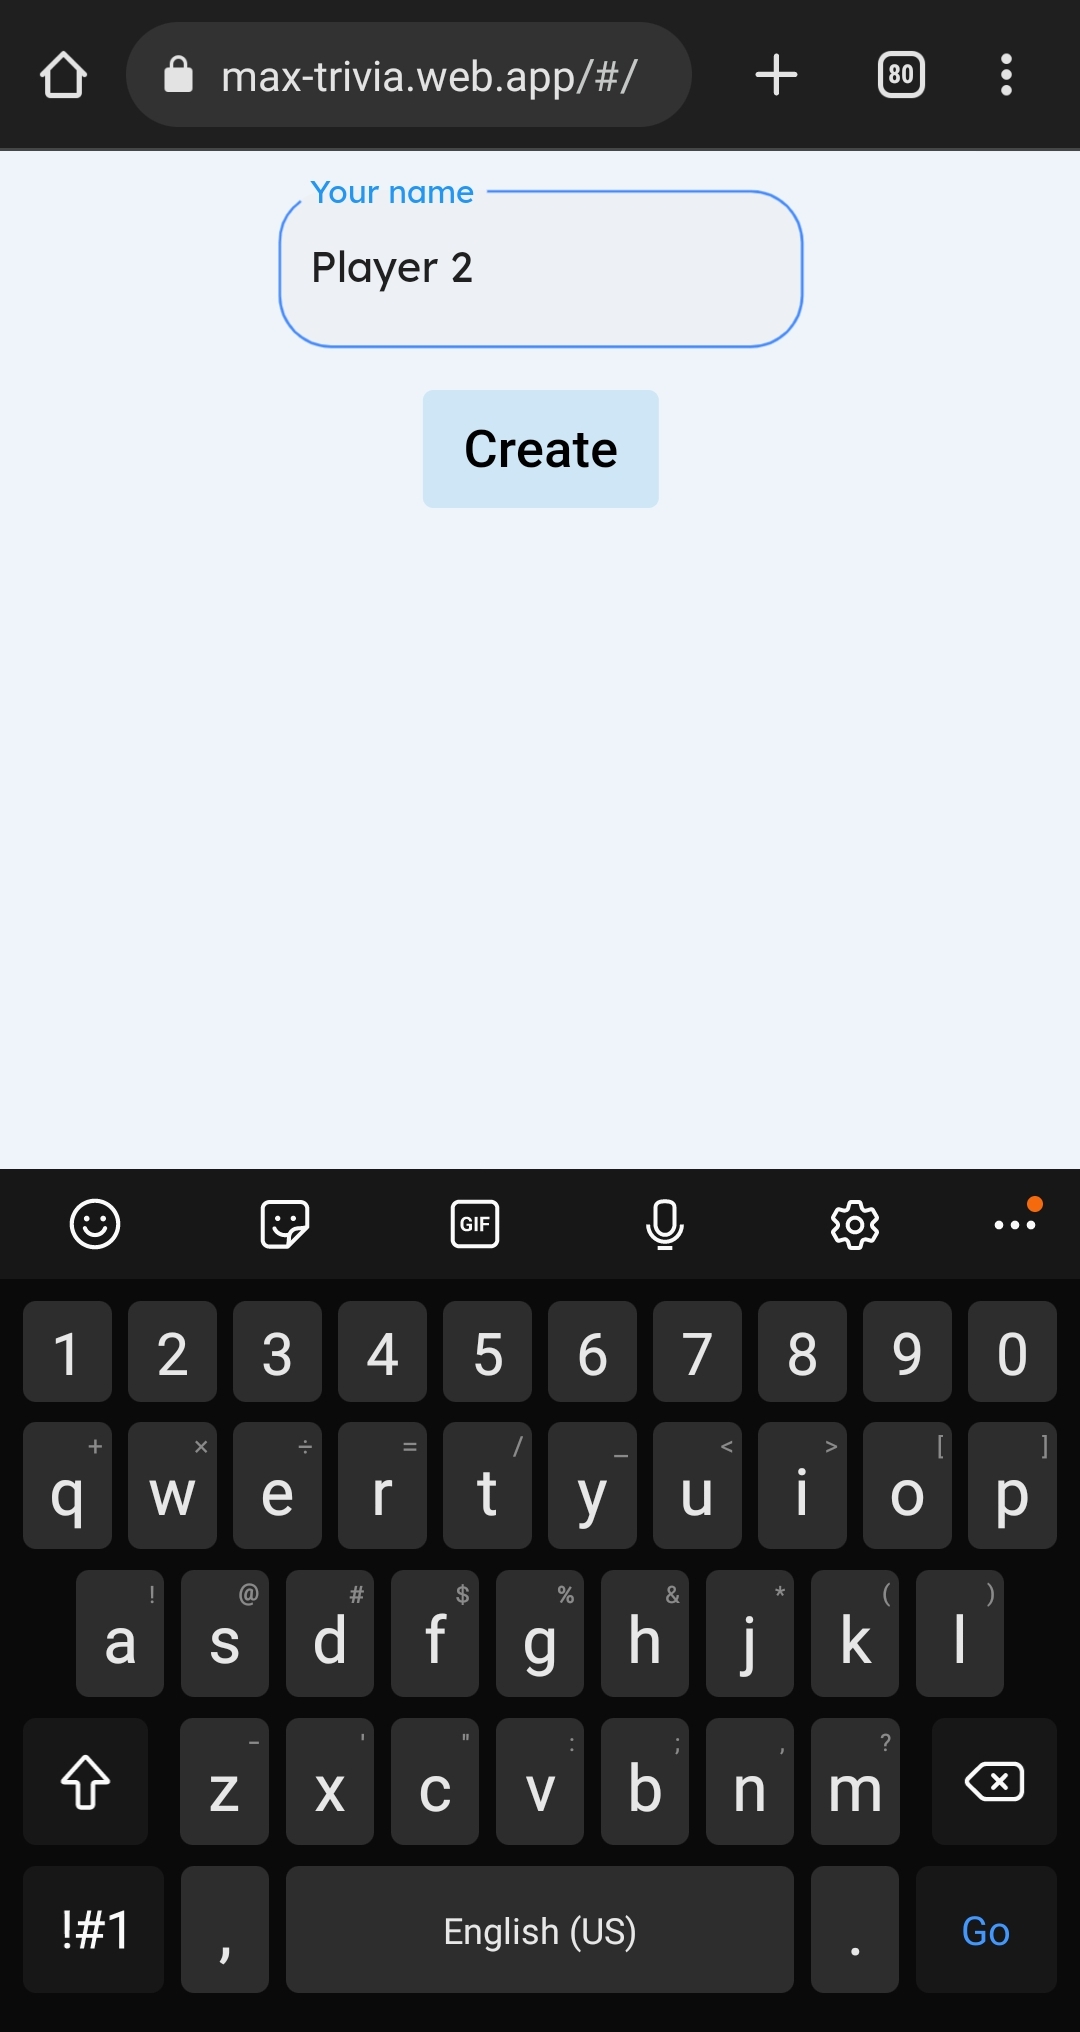 max-trivia.web.app/#/
80
Your name
Player 2
Create
GIF
1 2 3 4 5 6 7 8 9 0
+ × ÷ = / _ < > [ ]
q w e r t y u i o p
! @ # $ % & * ( )
a s d f g h j k l
- ' " : ; , ?
z x c v b n m
!#1 , English (US) . Go